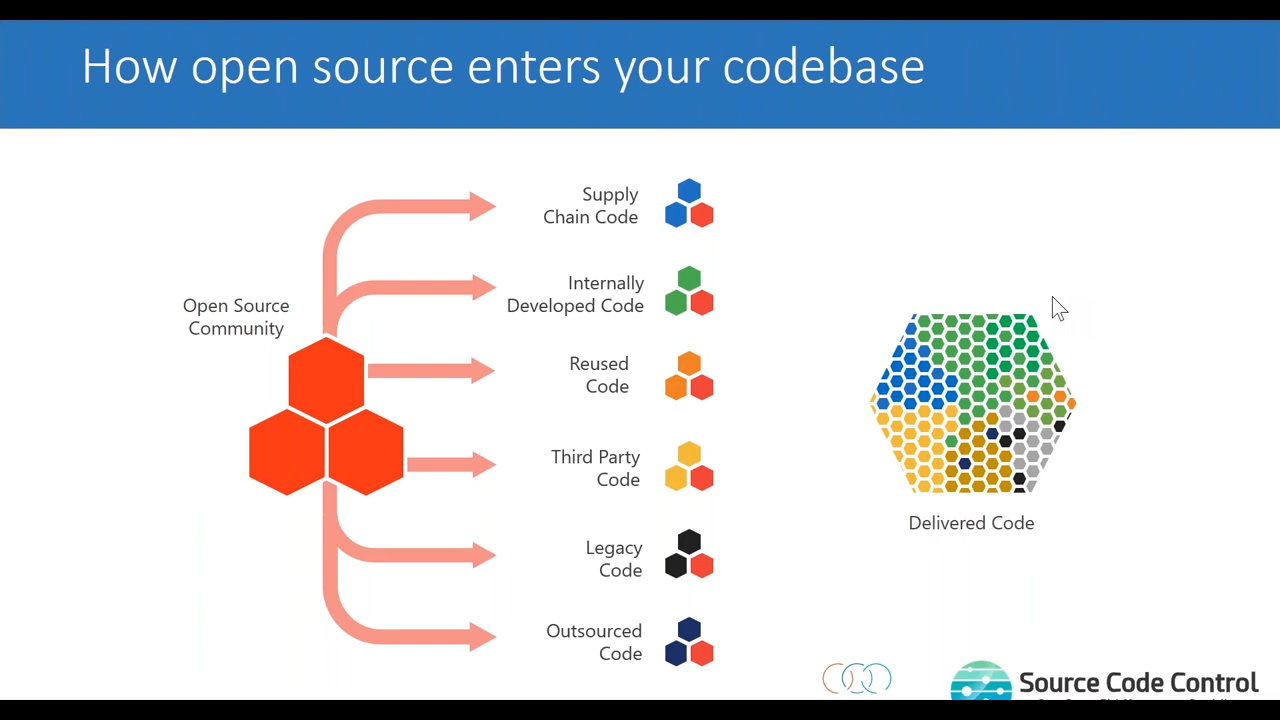 How open source enters your codebase
Supply
Chain Code
Internally
Developed Code
Open Source
Community
Reused
Code
Third Party
Code
Delivered Code
Legacy
Code
Outsourced
Code
Source Code Control